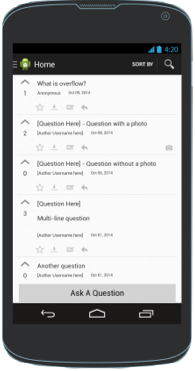 4:20
Home
SORT BY
What is overflow?
1
Anonymous Oct 09, 2014
[Question Here] - Question with a photo
2
[Author Username here] Oct 09, 2014
[Question Here] - Question without a photo
0
[Author Username here] Oct 09, 2014
[Question Here]
3
Multi-line question
[Author Username here] Oct 01, 2014
Another question
0
[Author Username here] Oct 01, 2014
Ask A Question